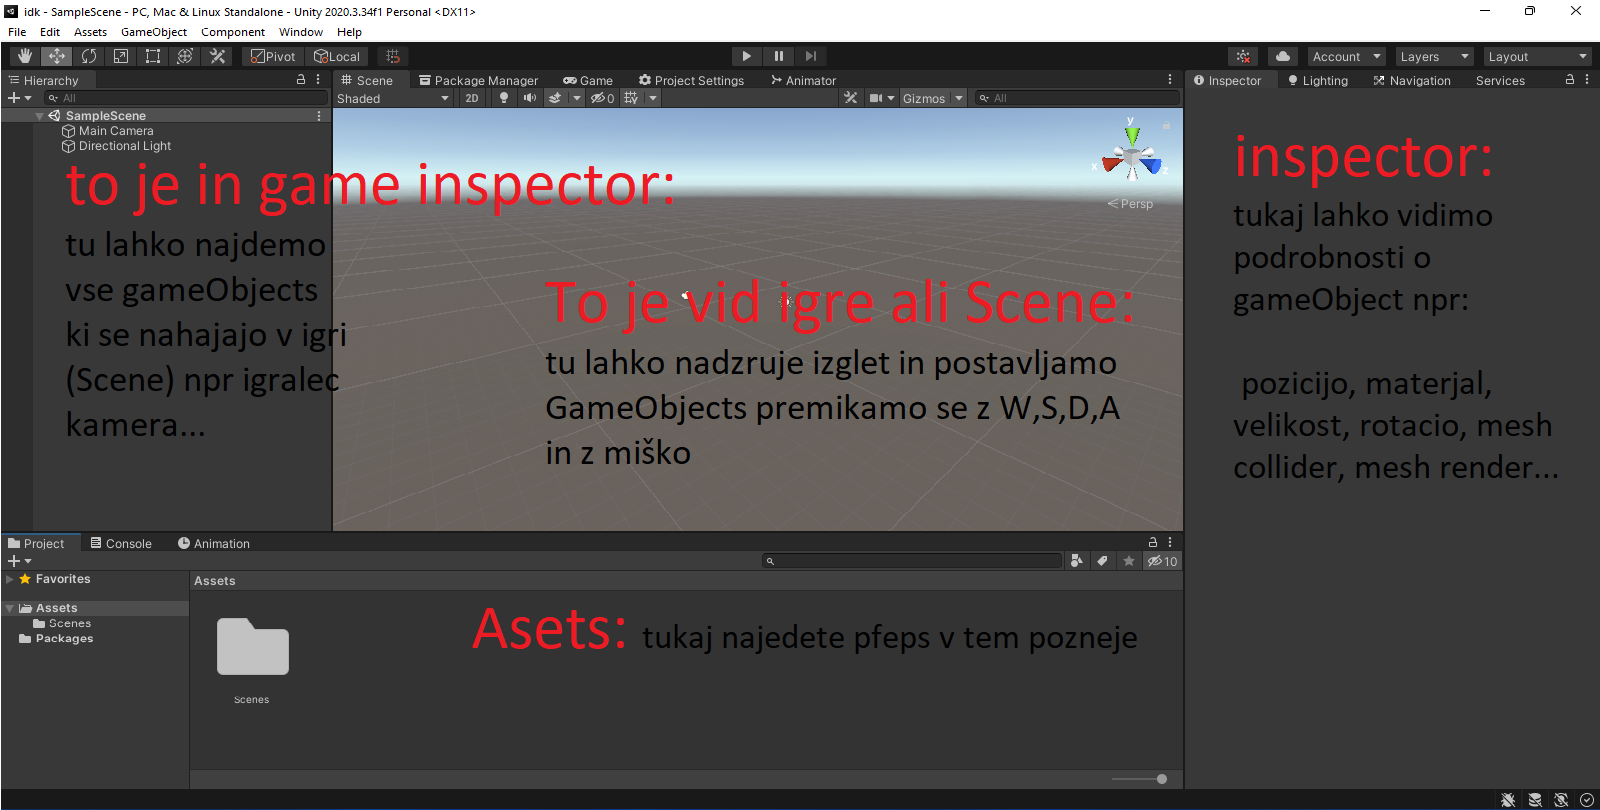 idk - SampleScene - PC, Mac & Linux Standalone - Unity 2020.3.34f1 Personal <DX11>
File Edit Assets GameObject Component Window Help
Pivot Local Account Layers Layout
Hierarchy
All
SampleScene
Main Camera
Directional Light
to je in game inspector:
tu lahko najdemo
vse gameObjects
ki se nahajajo v igri
(Scene) npr igralec
kamera...
Scene Package Manager Game Project Settings Animator
Shaded 2D 0 Gizmos All
y
x
z
Persp
To je vid igre ali Scene:
tu lahko nadzruje izglet in postavljamo
GameObjects premikamo se z W,S,D,A
in z miško
Inspector Lighting Navigation Services
inspector:
tukaj lahko vidimo
podrobnosti o
gameObject npr:
pozicijo, materjal,
velikost, rotacio, mesh
collider, mesh render...
Project Console Animation
10
Favorites
Assets
Scenes
Packages
Assets
Scenes
Asets: tukaj najedete pfeps v tem pozneje